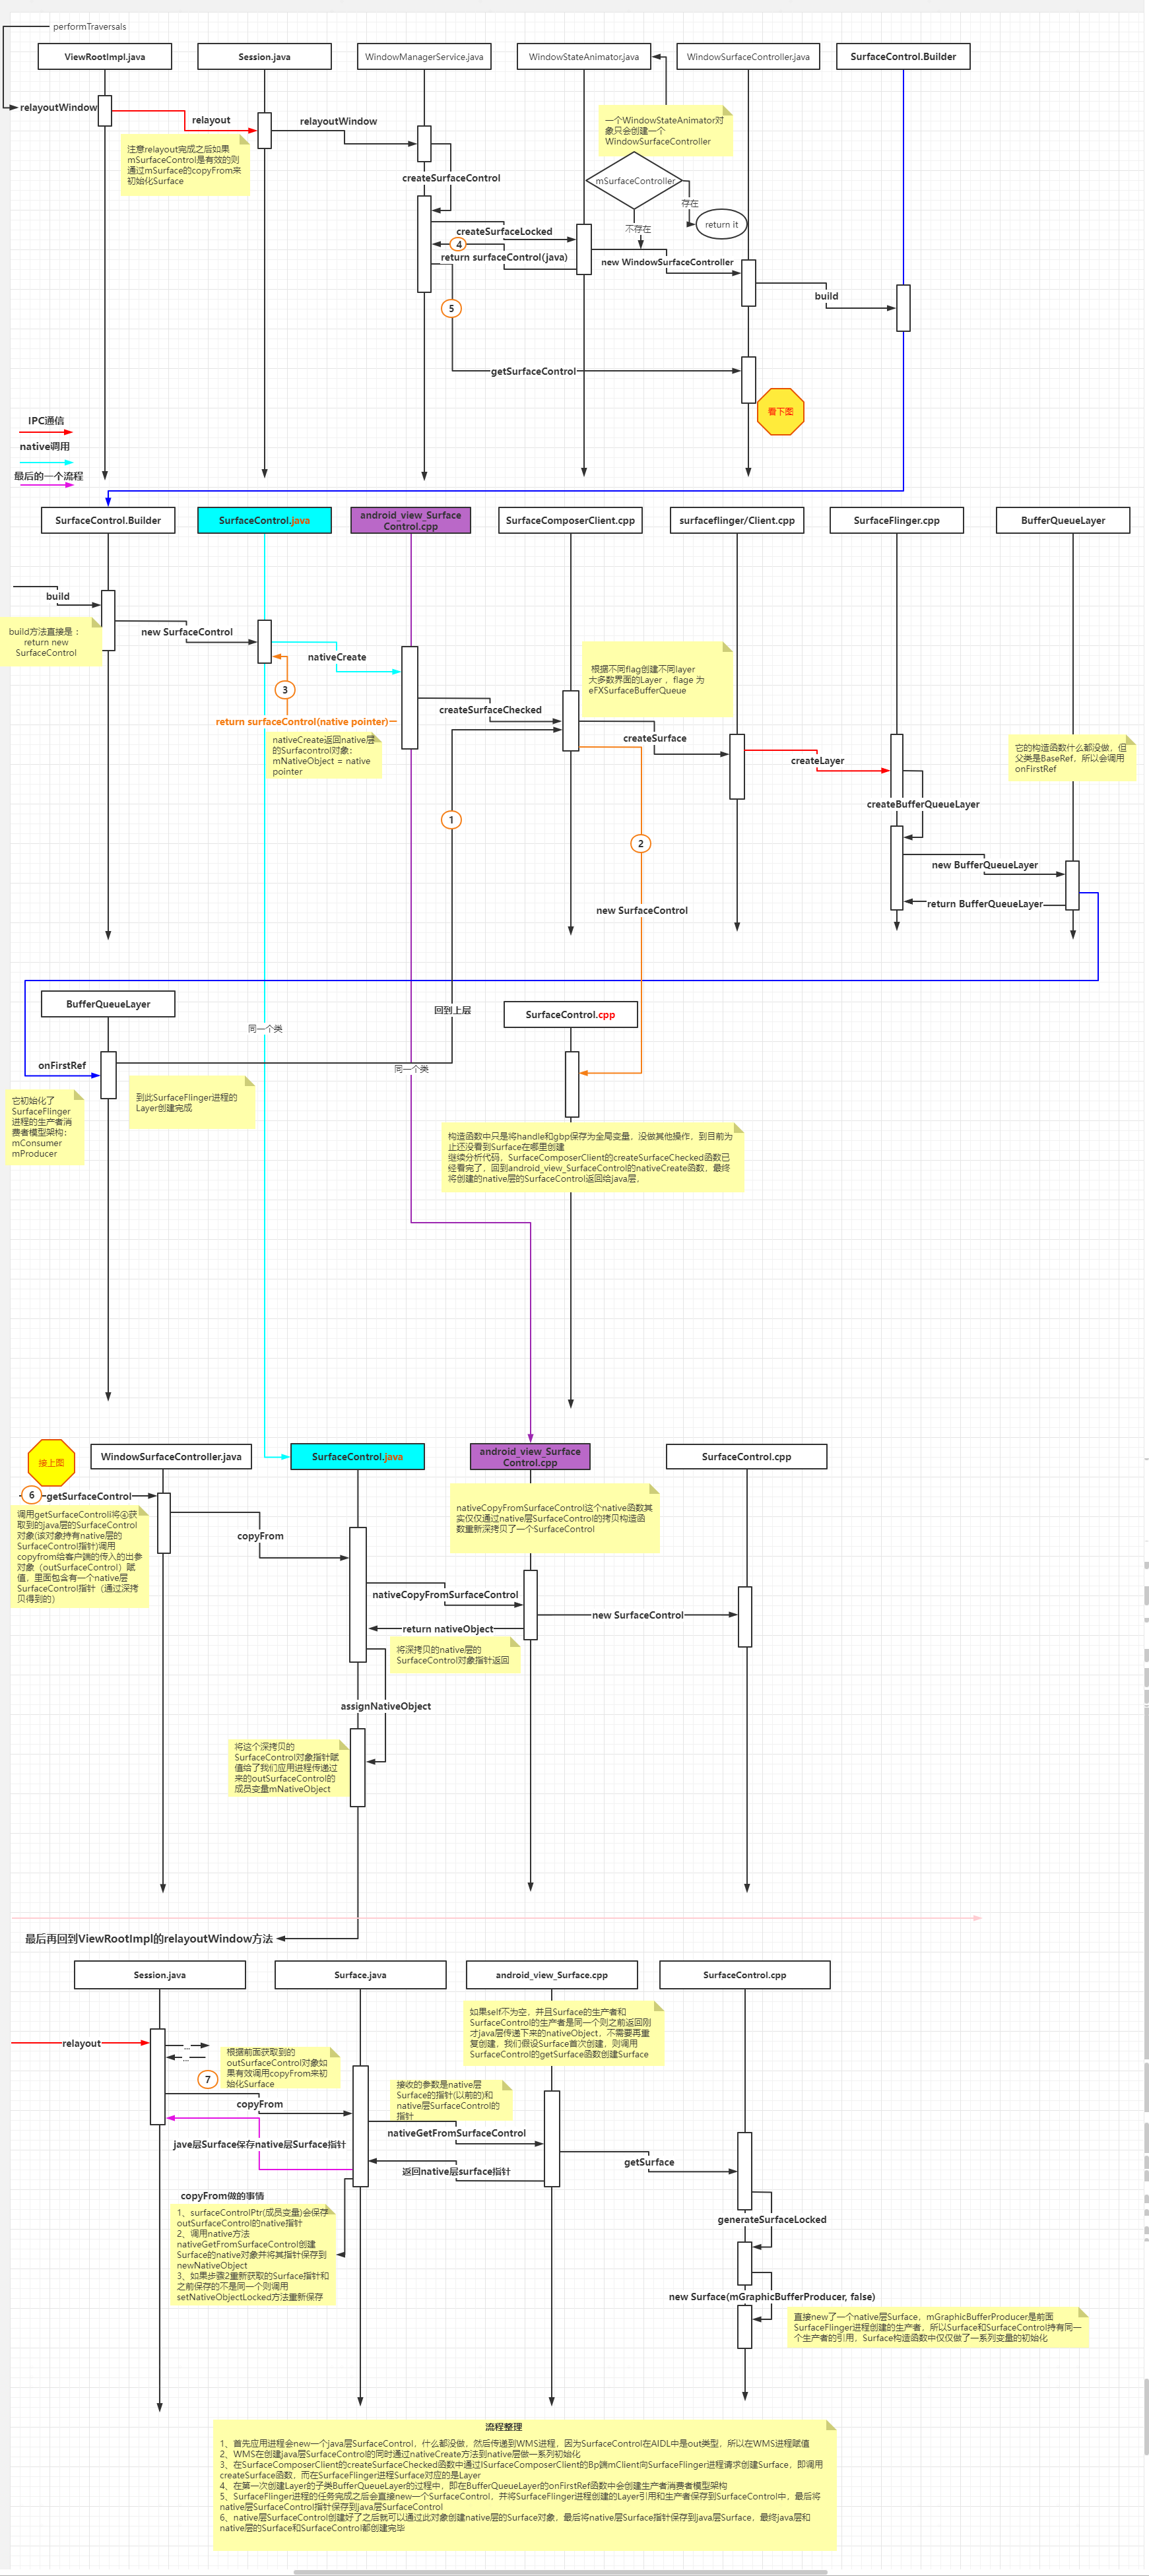 performTraversals
ViewRootImpl.java
Session.java
WindowManagerService.java
WindowStateAnimator.java
WindowSurfaceController.java
SurfaceControl.Builder
relayoutWindow
relayout
relayoutWindow
一个WindowStateAnimator对
象只会创建一个
WindowSurfaceController
注意relayout完成之后如果
mSurfaceControl是有效的则
通过mSurface的copyFrom来
初始化Surface
createSurfaceControl
mSurfaceController
存在
return it
不存在
createSurfaceLocked
4
return surfaceControl(java)
new WindowSurfaceController
build
5
getSurfaceControl
看下图
IPC通信
native调用
最后的一个流程
SurfaceControl.Builder
SurfaceControl.java
android_view_Surface
Control.cpp
SurfaceComposerClient.cpp
surfaceflinger/Client.cpp
SurfaceFlinger.cpp
BufferQueueLayer
build
build方法直接是：
return new
SurfaceControl
new SurfaceControl
nativeCreate
3
return surfaceControl(native pointer)
nativeCreate返回native层
的Surfacontrol对象：
mNativeObject = native
pointer
createSurfaceChecked
根据不同flag创建不同layer
大多数界面的Layer ，flage 为
eFXSurfaceBufferQueue
createSurface
createLayer
它的构造函数什么都没做，但
父类是BaseRef，所以会调用
onFirstRef
createBufferQueueLayer
1
2
new BufferQueueLayer
return BufferQueueLayer
new SurfaceControl
BufferQueueLayer
回到上层
SurfaceControl.cpp
同一个类
onFirstRef
同一个类
它初始化了
SurfaceFlinger
进程的生产者消
费者模型架构；
mConsumer
mProducer
到此SurfaceFlinger进程的
Layer创建完成
构造函数中只是将handle和gbp保存为全局变量，没做其他操作，到目前为
止还没看到Surface在哪里创建
继续分析代码，SurfaceComposerClient的createSurfaceChecked函数已
经看完了，回到android_view_SurfaceControl的nativeCreate函数，最终
将创建的native层的SurfaceControl返回给java层，
接上图
WindowSurfaceController.java
SurfaceControl.java
android_view_Surface
Control.cpp
SurfaceControl.cpp
6
getSurfaceControl
调用getSurfaceControli将④获
取到的java层的SurfaceControl
对象(该对象持有native层的
SurfaceControl指针)调用
copyfrom给客户端的传入的出参
对象（outSurfaceControl）赋
值，里面包含有一个native层
SurfaceControl指针（通过深拷
贝得到的）
copyFrom
nativeCopyFromSurfaceControl这个native函数其
实仅仅通过native层SurfaceControl的拷贝构造函
数重新深拷贝了一个SurfaceControl
nativeCopyFromSurfaceControl
new SurfaceControl
return nativeObject
将深拷贝的native层的
SurfaceControl对象指针返回
assignNativeObject
将这个深拷贝的
SurfaceControl对象指针赋
值给了我们应用进程传递过
来的outSurfaceControl的
成员变量mNativeObject
最后再回到ViewRootImpl的relayoutWindow方法
Session.java
Surface.java
android_view_Surface.cpp
SurfaceControl.cpp
如果self不为空，并且Surface的生产者和
SurfaceControl的生产者是同一个则之前返回刚
才java层传递下来的nativeObject，不需要再重
复创建，我们假设Surface首次创建，则调用
SurfaceControl的getSurface函数创建Surface
relayout
...
...
7
根据前面获取到的
outSurfaceControl对象如
果有效调用copyFrom来初
始化Surface
接收的参数是native层
Surface的指针(以前的)和
native层SurfaceControl的
指针
copyFrom
nativeGetFromSurfaceControl
jave层Surface保存native层Surface指针
getSurface
返回native层surface指针
copyFrom做的事情
1、surfaceControlPtr(成员变量)会保存
outSurfaceControl的native指针
2、调用native方法
nativeGetFromSurfaceControl创建
Surface的native对象并将其指针保存到
newNativeObject
3、如果步骤2重新获取的Surface指针和
之前保存的不是同一个则调用
setNativeObjectLocked方法重新保存
generateSurfaceLocked
new Surface(mGraphicBufferProducer, false)
直接new了一个native层Surface，mGraphicBufferProducer是前面
SurfaceFlinger进程创建的生产者，所以Surface和SurfaceControl持有同一
个生产者的引用，Surface构造函数中仅仅做了一系列变量的初始化
流程整理
1、首先应用进程会new一个java层SurfaceControl，什么都没做，然后传递到WMS进程，因为SurfaceControl在AIDL中是out类型，所以在WMS进程赋值
2、WMS在创建java层SurfaceControl的同时通过nativeCreate方法到native层做一系列初始化
3、在SurfaceComposerClient的createSurfaceChecked函数中通过ISurfaceComposerClient的Bp端mClient向SurfaceFlinger进程请求创建Surface，即调用
createSurface函数，而在SurfaceFlinger进程Surface对应的是Layer
4、在第一次创建Layer的子类BufferQueueLayer的过程中，即在BufferQueueLayer的onFirstRef函数中会创建生产者消费者模型架构
5、SurfaceFlinger进程的任务完成之后会直接new一个SurfaceControl，并将SurfaceFlinger进程创建的Layer引用和生产者保存到SurfaceControl中，最后将
native层SurfaceControl指针保存到java层SurfaceControl
6、native层SurfaceControl创建好了之后就可以通过此对象创建native层的Surface对象，最后将native层Surface指针保存到java层Surface，最终java层和
native层的Surface和SurfaceControl都创建完毕